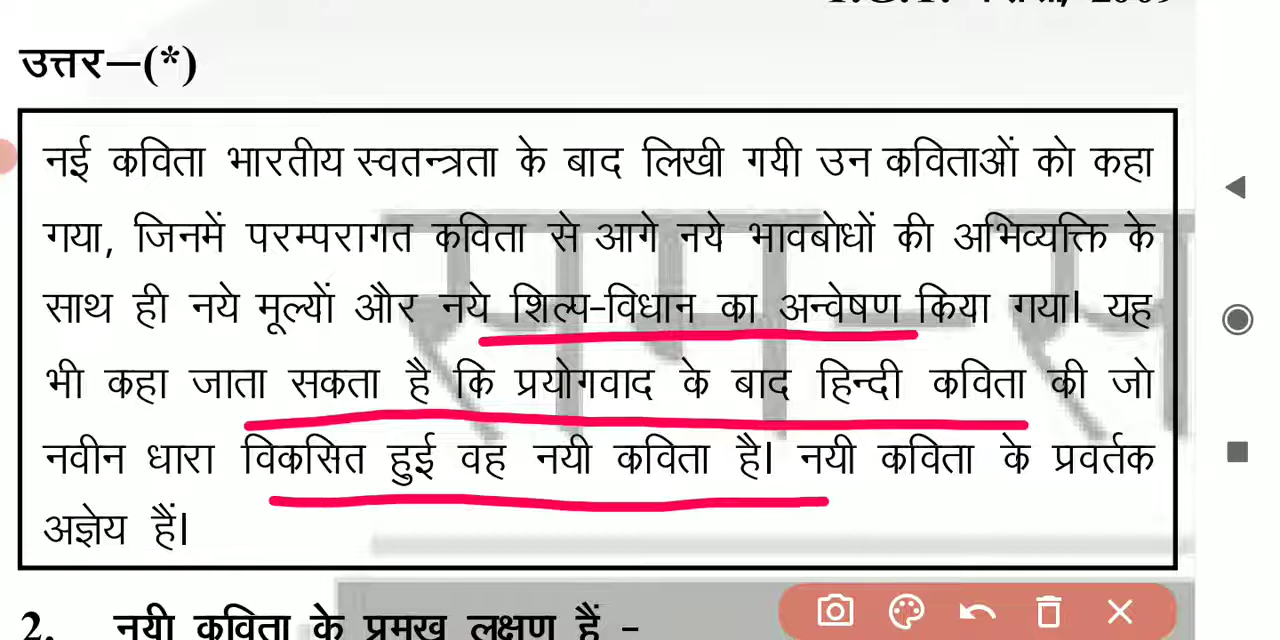 उत्तर–(*)
नई कविता भारतीय स्वतन्त्रता के बाद लिखी गयी उन कविताओं को कहा
गया, जिनमें परम्परागत कविता से आगे नये भावबोधों की अभिव्यक्ति के
साथ ही नये मूल्यों और नये शिल्प-विधान का अन्वेषण किया गया। यह
भी कहा जाता सकता है कि प्रयोगवाद के बाद हिन्दी कविता की जो
नवीन धारा विकसित हुई वह नयी कविता है। नयी कविता के प्रवर्तक
अज्ञेय हैं।
2. नयी कविता के प्रमुख लक्षण हैं –